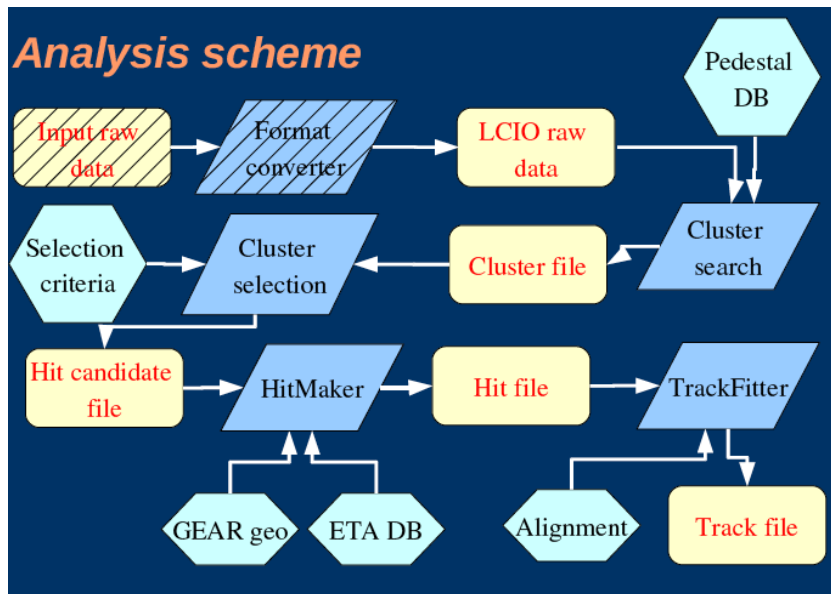 Analysis scheme
Pedestal
DB
Input raw
data
Format
converter
LCIO raw
data
Selection
criteria
Cluster
selection
Cluster file
Cluster
search
Hit candidate
file
HitMaker
Hit file
TrackFitter
GEAR geo
ETA DB
Alignment
Track file